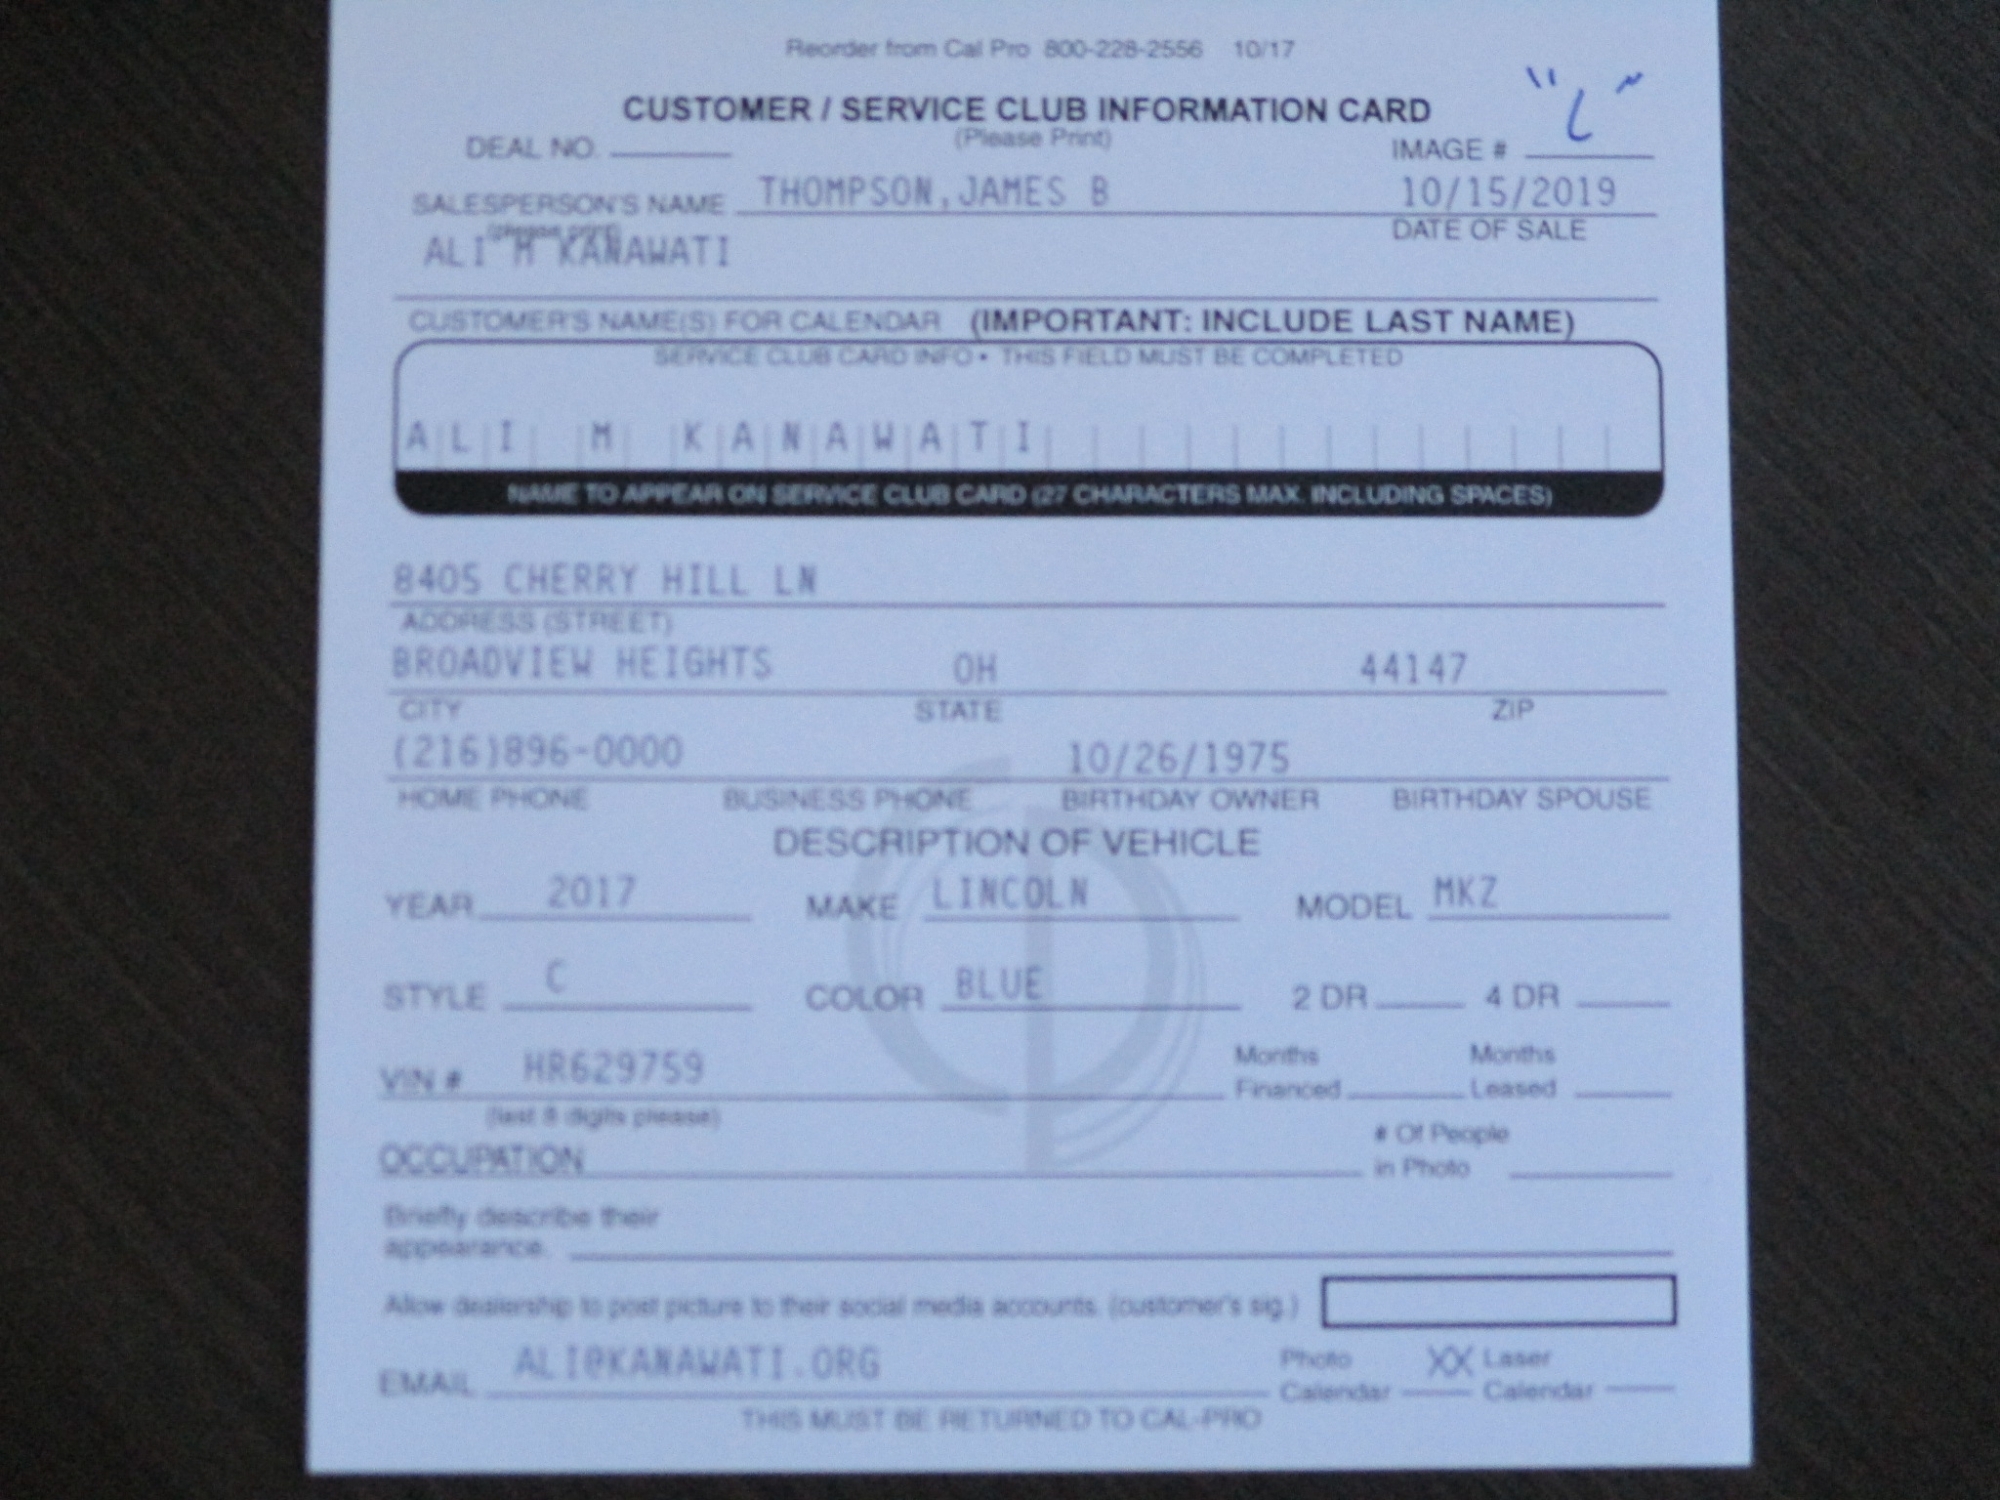 Reorder from Cal Pro 800-228-2556 10/17
CUSTOMER / SERVICE CLUB INFORMATION CARD
(Please Print)
"L"
DEAL NO. IMAGE #
SALESPERSON'S NAME THOMPSON,JAMES B 10/15/2019
(please print) DATE OF SALE
ALI M KANAWATI
CUSTOMER'S NAME(S) FOR CALENDAR (IMPORTANT: INCLUDE LAST NAME)
SERVICE CLUB CARD INFO • THIS FIELD MUST BE COMPLETED
ALI M KANAWATI
NAME TO APPEAR ON SERVICE CLUB CARD (27 CHARACTERS MAX. INCLUDING SPACES)
8405 CHERRY HILL LN
ADDRESS (STREET)
BROADVIEW HEIGHTS OH 44147
CITY STATE ZIP
(216)896-0000 10/26/1975
HOME PHONE BUSINESS PHONE BIRTHDAY OWNER BIRTHDAY SPOUSE
DESCRIPTION OF VEHICLE
YEAR 2017 MAKE LINCOLN MODEL MKZ
STYLE C COLOR BLUE 2 DR 4 DR
VIN # HR629759 Months Financed Months Leased
(last 8 digits please)
OCCUPATION # Of People in Photo
Briefly describe their
appearance.
Allow dealership to post picture to their social media accounts. (customer's sig.)
EMAIL ALI@KANAWATI.ORG Photo Calendar XX Laser Calendar
THIS MUST BE RETURNED TO CAL-PRO